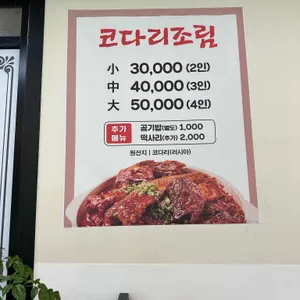 코다리조림
小 30,000 (2인)
中 40,000 (3인)
大 50,000 (4인)
추가
메뉴
공기밥(별도) 1,000
떡사리(추가) 2,000
원산지 | 코다리(러시아)